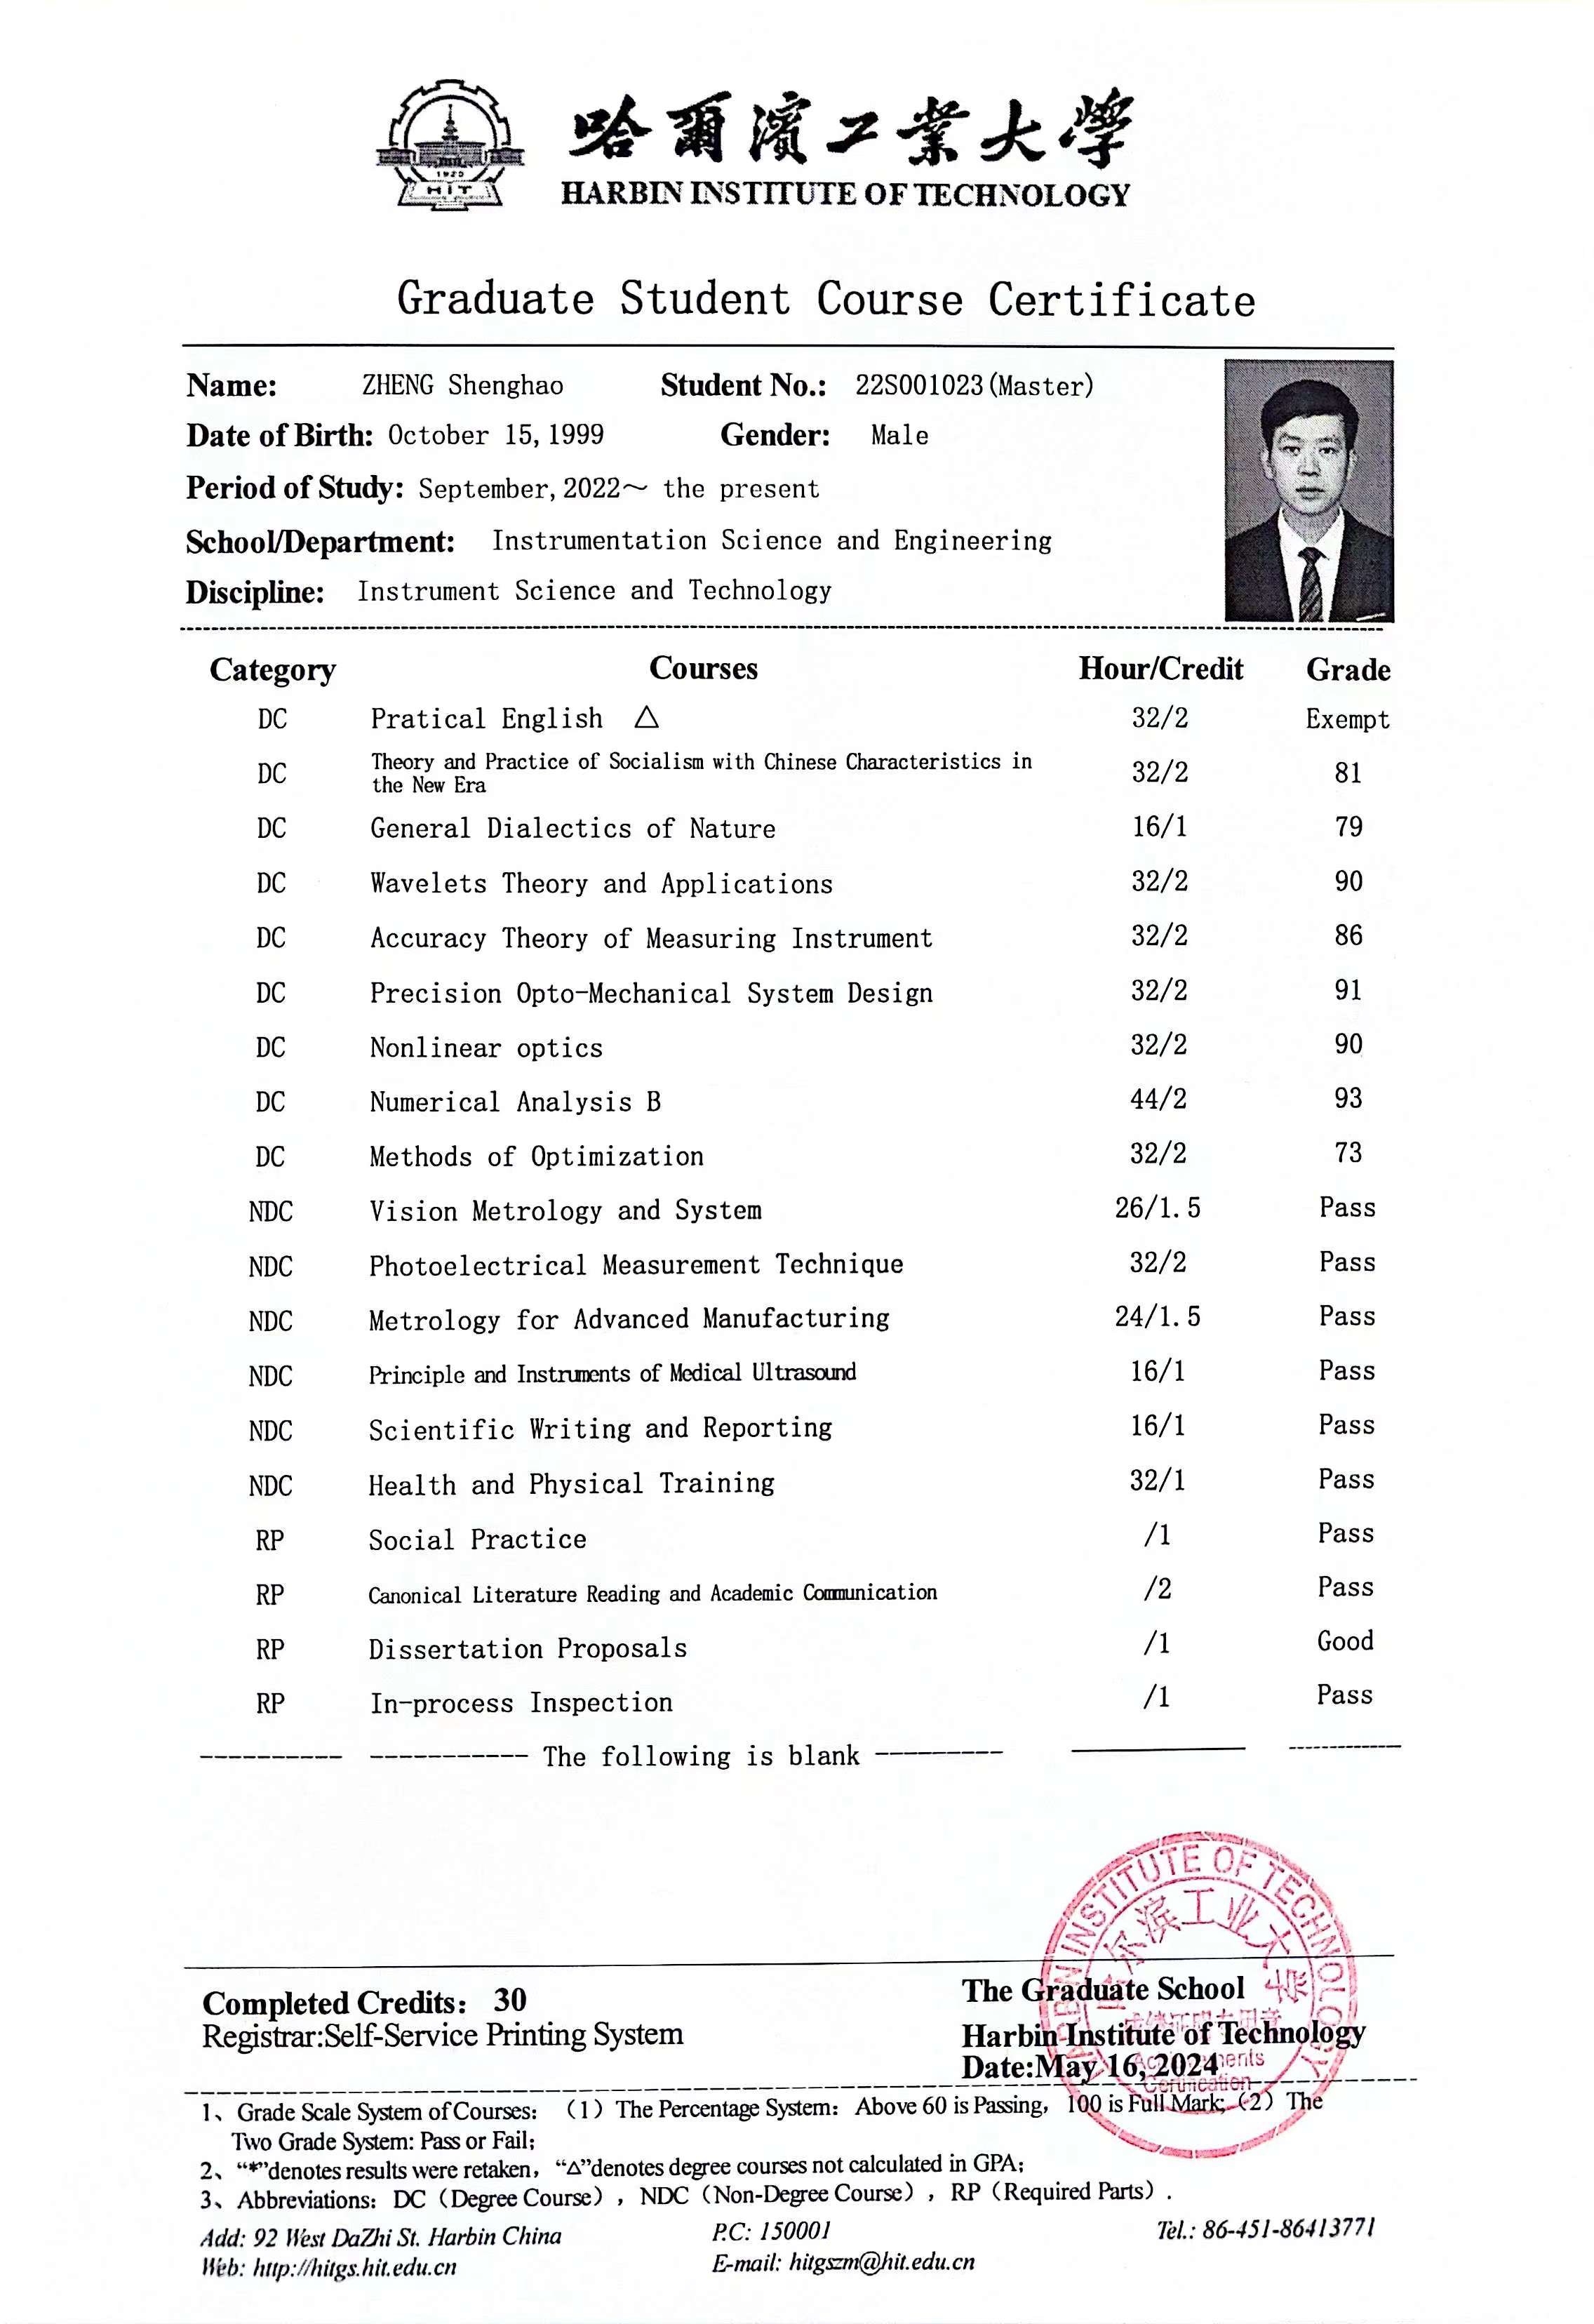 哈爾濱工業大學
1920
HIT
HARBIN INSTITUTE OF TECHNOLOGY
Graduate Student Course Certificate
Name: ZHENG Shenghao Student No.: 22S001023(Master)
Date of Birth: October 15,1999 Gender: Male
Period of Study: September,2022～ the present
School/Department: Instrumentation Science and Engineering
Discipline: Instrument Science and Technology
Category Courses Hour/Credit Grade
DC Pratical English △ 32/2 Exempt
DC Theory and Practice of Socialism with Chinese Characteristics in
the New Era 32/2 81
DC General Dialectics of Nature 16/1 79
DC Wavelets Theory and Applications 32/2 90
DC Accuracy Theory of Measuring Instrument 32/2 86
DC Precision Opto-Mechanical System Design 32/2 91
DC Nonlinear optics 32/2 90
DC Numerical Analysis B 44/2 93
DC Methods of Optimization 32/2 73
NDC Vision Metrology and System 26/1.5 Pass
NDC Photoelectrical Measurement Technique 32/2 Pass
NDC Metrology for Advanced Manufacturing 24/1.5 Pass
NDC Principle and Instruments of Medical Ultrasound 16/1 Pass
NDC Scientific Writing and Reporting 16/1 Pass
NDC Health and Physical Training 32/1 Pass
RP Social Practice /1 Pass
RP Canonical Literature Reading and Academic Communication /2 Pass
RP Dissertation Proposals /1 Good
RP In-process Inspection /1 Pass
---------- ----------- The following is blank ---------
INSTITUTE OF TECHNOLOGY
尔滨工业大
Completed Credits： 30
Registrar:Self-Service Printing System
The Graduate School
Harbin Institute of Technology
Date:May 16, 2024
Certification
1、Grade Scale System of Courses：（1）The Percentage System：Above 60 is Passing，100 is Full Mark;（2）The
Two Grade System: Pass or Fail;
2、“*”denotes results were retaken，“△”denotes degree courses not calculated in GPA;
3、Abbreviations：DC（Degree Course），NDC（Non-Degree Course），RP（Required Parts）.
Add: 92 West DaZhi St. Harbin China P.C: 150001 Tel.: 86-451-86413771
Web: http://hitgs.hit.edu.cn E-mail: hitgszm@hit.edu.cn